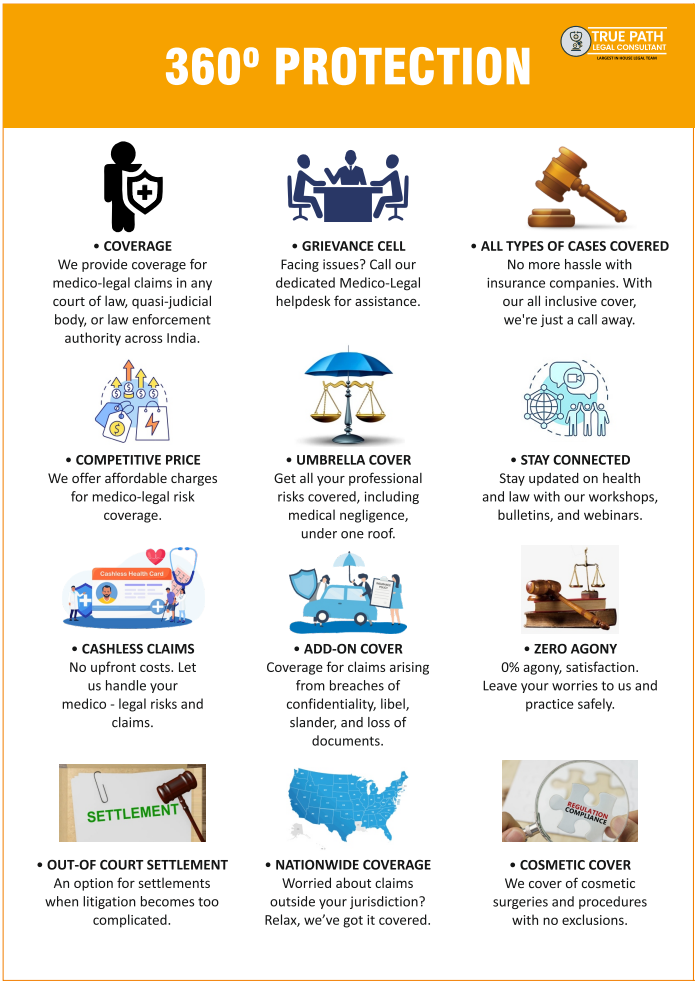 360⁰ PROTECTION
TRUE PATH
LEGAL CONSULTANT
LARGEST IN HOUSE LEGAL TEAM
• COVERAGE
We provide coverage for
medico-legal claims in any
court of law, quasi-judicial
body, or law enforcement
authority across India.
• GRIEVANCE CELL
Facing issues? Call our
dedicated Medico-Legal
helpdesk for assistance.
• ALL TYPES OF CASES COVERED
No more hassle with
insurance companies. With
our all inclusive cover,
we're just a call away.
• COMPETITIVE PRICE
We offer affordable charges
for medico-legal risk
coverage.
• UMBRELLA COVER
Get all your professional
risks covered, including
medical negligence,
under one roof.
• STAY CONNECTED
Stay updated on health
and law with our workshops,
bulletins, and webinars.
Cashless Health Card
• CASHLESS CLAIMS
No upfront costs. Let
us handle your
medico - legal risks and
claims.
• ADD-ON COVER
Coverage for claims arising
from breaches of
confidentiality, libel,
slander, and loss of
documents.
• ZERO AGONY
0% agony, satisfaction.
Leave your worries to us and
practice safely.
SETTLEMENT
• OUT-OF COURT SETTLEMENT
An option for settlements
when litigation becomes too
complicated.
• NATIONWIDE COVERAGE
Worried about claims
outside your jurisdiction?
Relax, we’ve got it covered.
REGULATION
COMPLIANCE
• COSMETIC COVER
We cover of cosmetic
surgeries and procedures
with no exclusions.